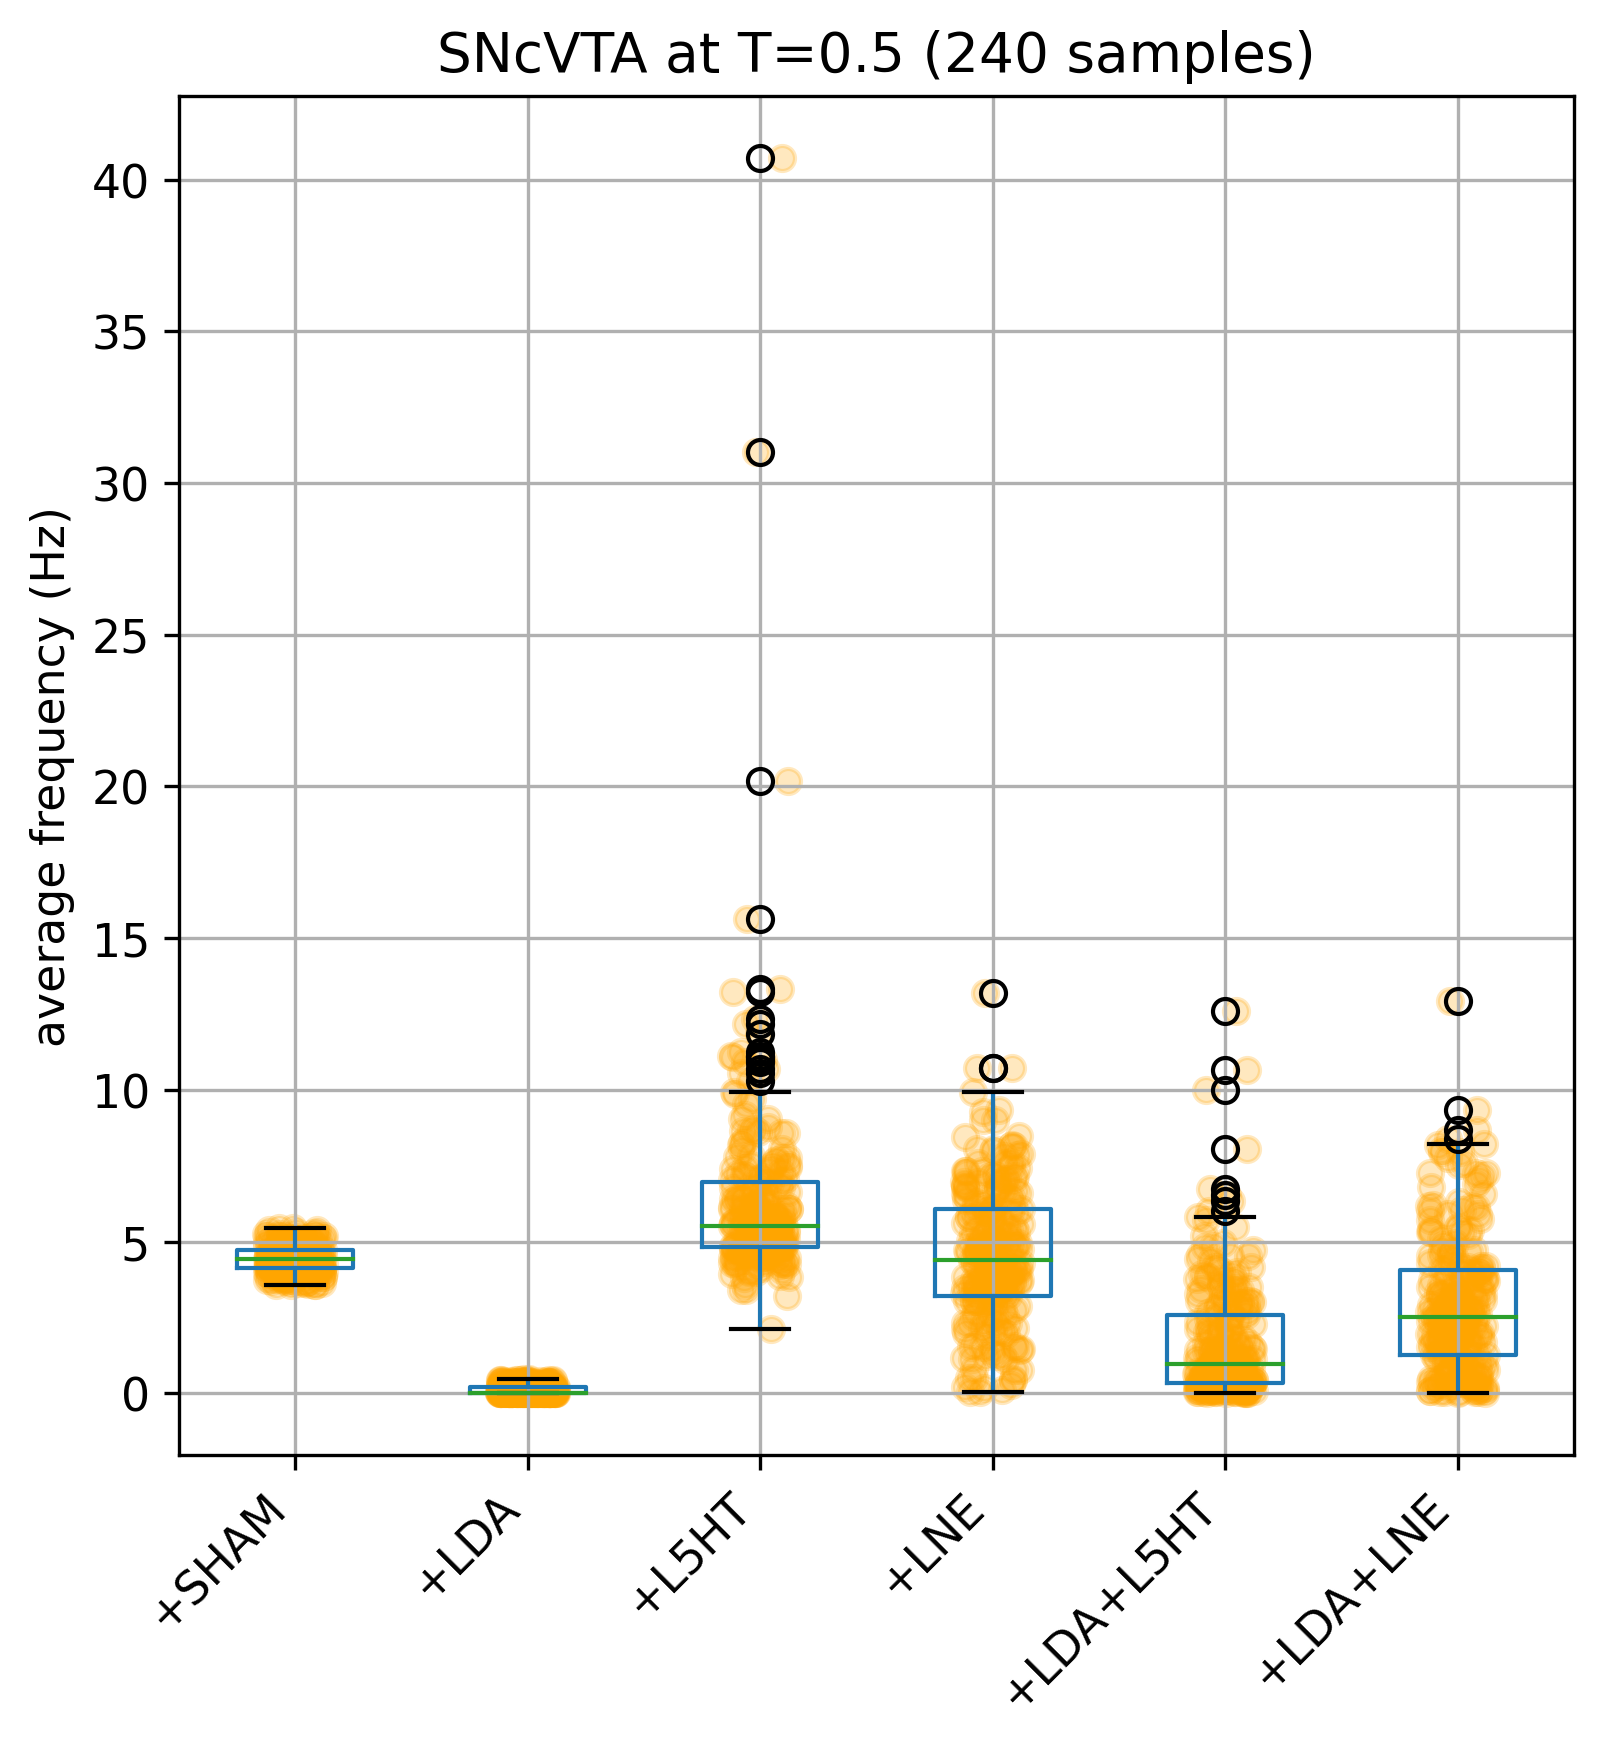 SNcVTA at T=0.5 (240 samples)
average frequency (Hz)
40
35
30
25
20
15
10
5
0
+SHAM
+LDA
+L5HT
+LNE
+LDA+L5HT
+LDA+LNE